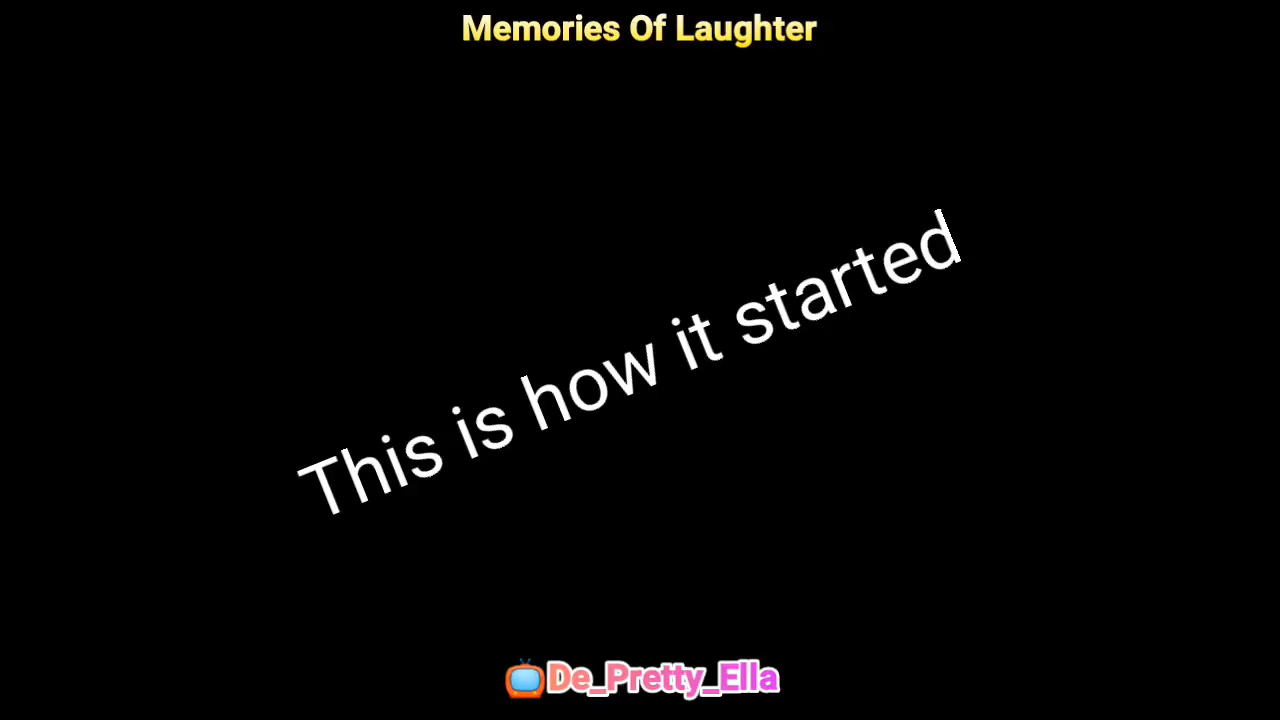 Memories Of Laughter
This is how it started
📺De_Pretty_Ella